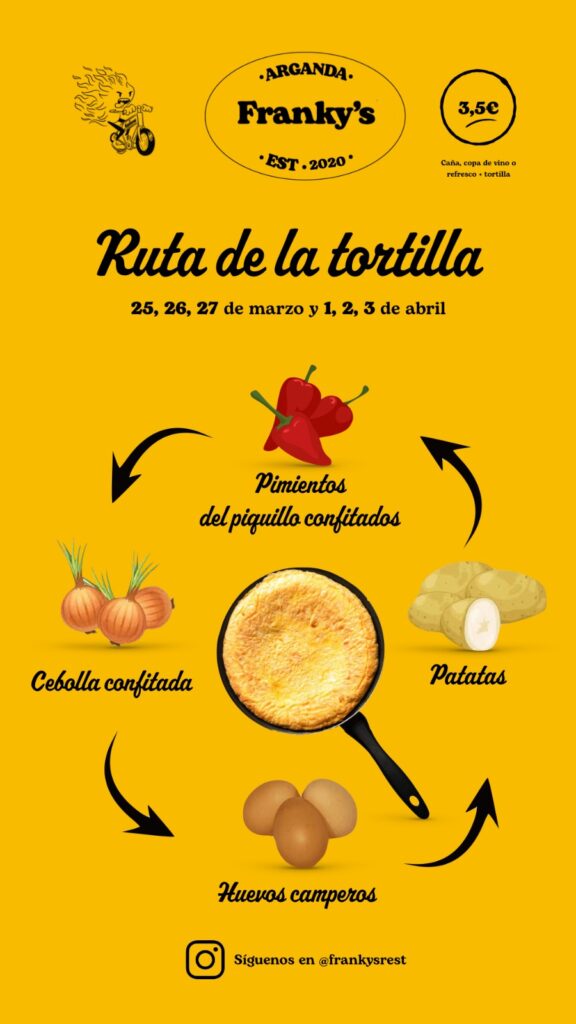 ·ARGANDA·
Franky's
·EST·2020·
3,5€
Caña, copa de vino o
refresco + tortilla
Ruta de la tortilla
25, 26, 27 de marzo y 1, 2, 3 de abril
Pimientos
del piquillo confitados
Cebolla confitada
Patatas
Huevos camperos
Síguenos en @frankysrest